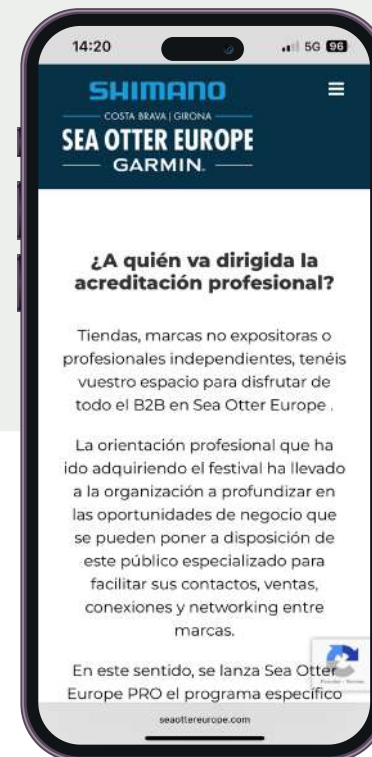 14:20
5G 96
SHIMANO
COSTA BRAVA | GIRONA
SEA OTTER EUROPE
GARMIN.
¿A quién va dirigida la
acreditación profesional?
Tiendas, marcas no expositoras o
profesionales independientes, tenéis
vuestro espacio para disfrutar de
todo el B2B en Sea Otter Europe .
La orientación profesional que ha
ido adquiriendo el festival ha llevado
a la organización a profundizar en
las oportunidades de negocio que
se pueden poner a disposición de
este público especializado para
facilitar sus contactos, ventas,
conexiones y networking entre
marcas.
En este sentido, se lanza Sea Otter
Europe PRO el programa específico
seaottereurope.com